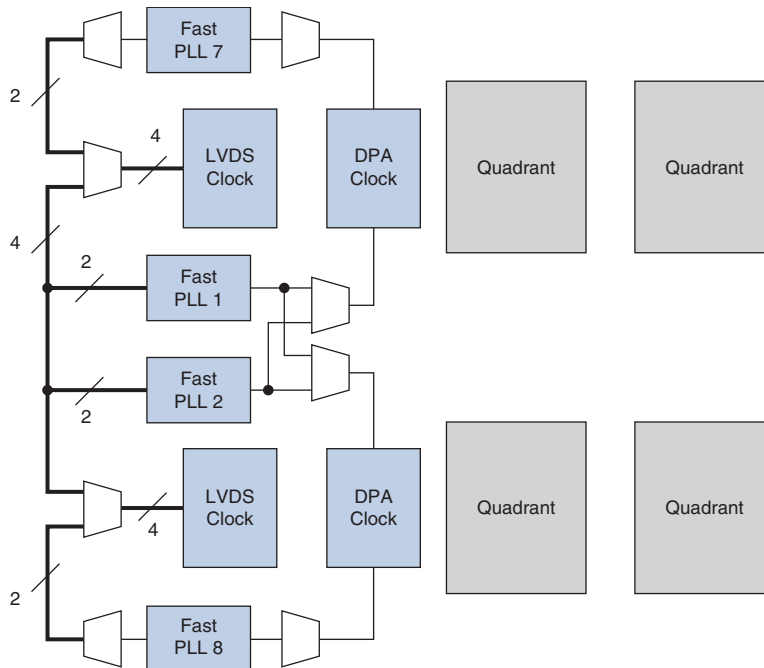 Fast
PLL 7
2
4
LVDS
Clock
DPA
Clock
Quadrant
Quadrant
4
2
Fast
PLL 1
Fast
PLL 2
2
LVDS
Clock
4
DPA
Clock
Quadrant
Quadrant
2
Fast
PLL 8